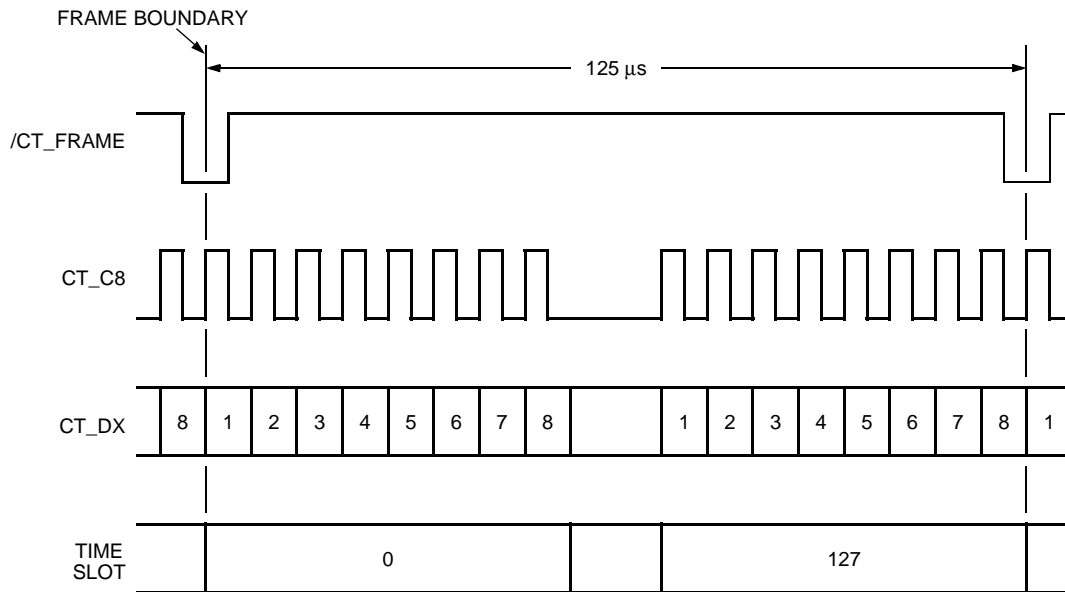 FRAME BOUNDARY
125 µs
/CT_FRAME
CT_C8
CT_DX
8 1 2 3 4 5 6 7 8 1 2 3 4 5 6 7 8 1
TIME
SLOT
0
127